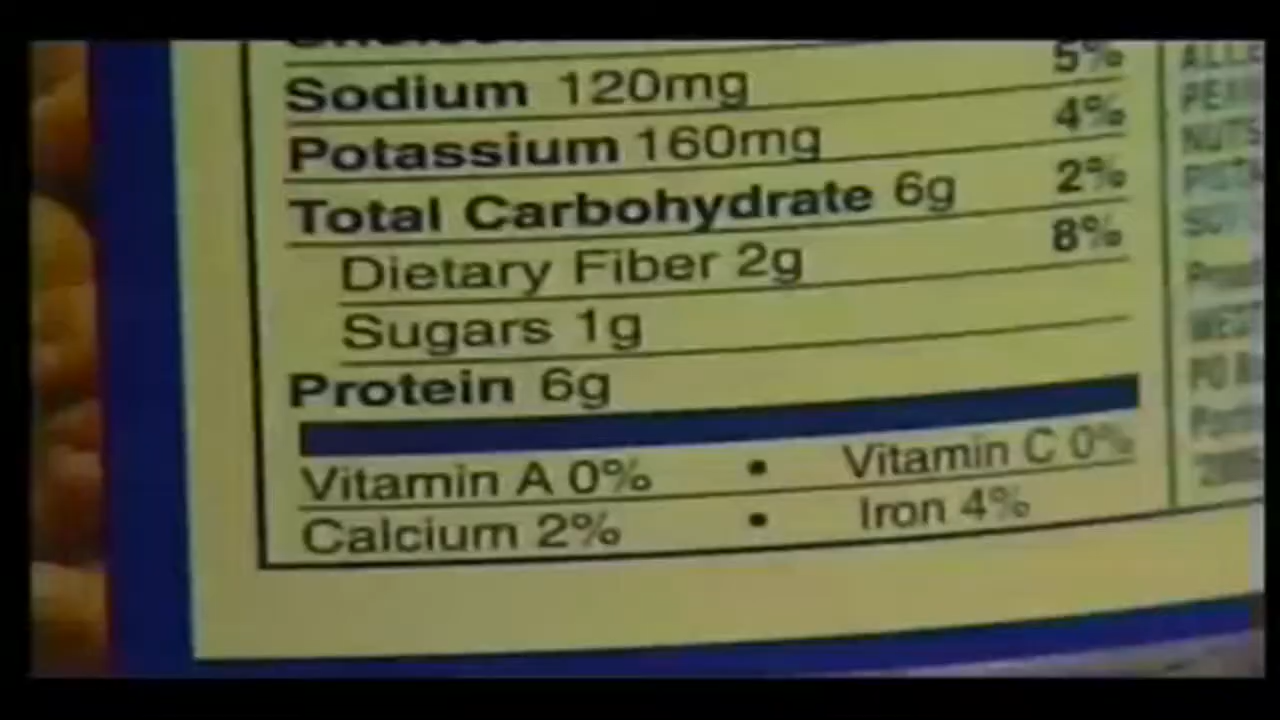 Sodium 120mg 5%
Potassium 160mg 4%
Total Carbohydrate 6g 2%
Dietary Fiber 2g 8%
Sugars 1g
Protein 6g
Vitamin A 0% • Vitamin C 0%
Calcium 2% • Iron 4%
NUTS